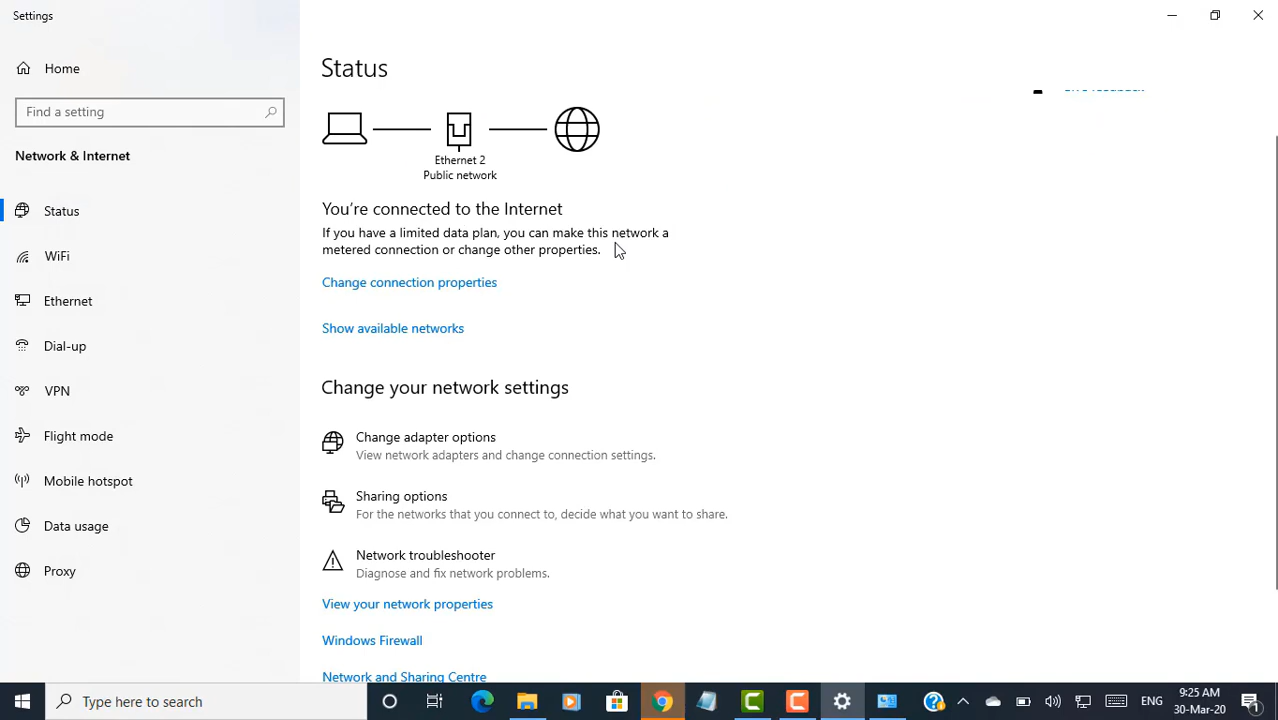 Settings
Home
Find a setting
Network & Internet
Status
WiFi
Ethernet
Dial-up
VPN
Flight mode
Mobile hotspot
Data usage
Proxy
Status
Ethernet 2
Public network
You're connected to the Internet
If you have a limited data plan, you can make this network a
metered connection or change other properties.
Change connection properties
Show available networks
Change your network settings
Change adapter options
View network adapters and change connection settings.
Sharing options
For the networks that you connect to, decide what you want to share.
Network troubleshooter
Diagnose and fix network problems.
View your network properties
Windows Firewall
Network and Sharing Centre
Type here to search
ENG
9:25 AM
30-Mar-20
1